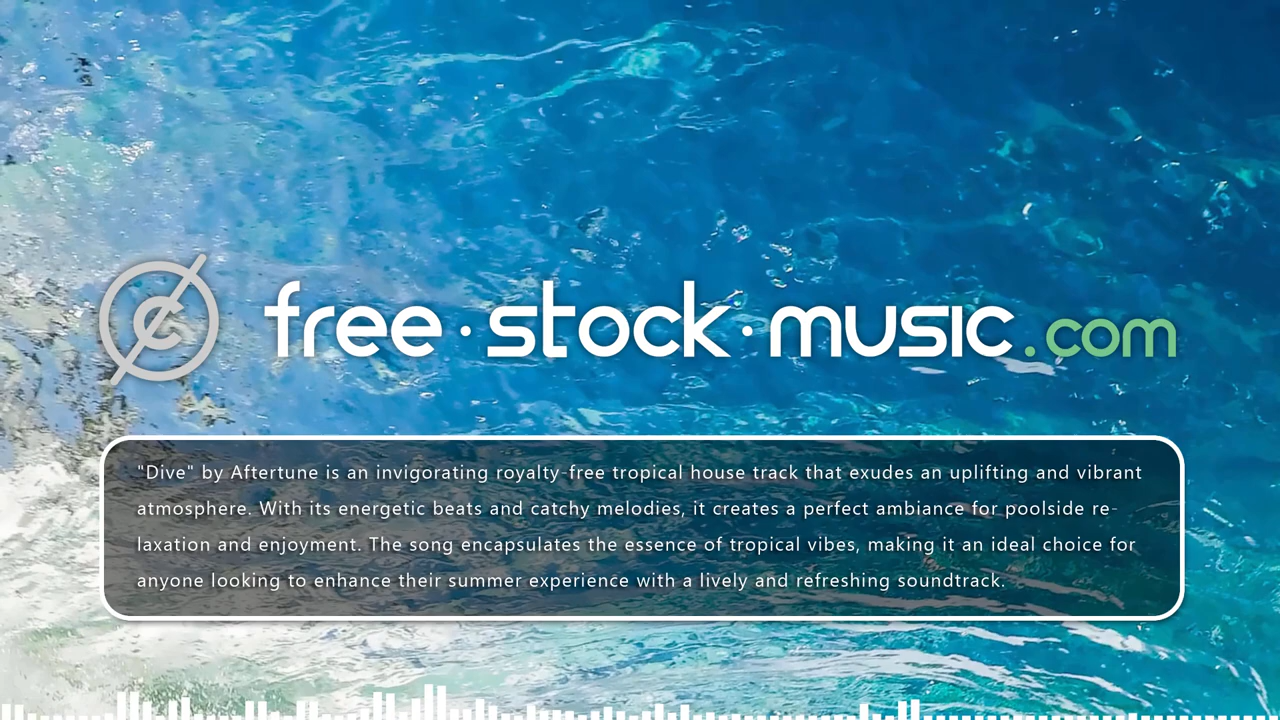 free·stock·music.com
"Dive" by Aftertune is an invigorating royalty-free tropical house track that exudes an uplifting and vibrant
atmosphere. With its energetic beats and catchy melodies, it creates a perfect ambiance for poolside re-
laxation and enjoyment. The song encapsulates the essence of tropical vibes, making it an ideal choice for
anyone looking to enhance their summer experience with a lively and refreshing soundtrack.